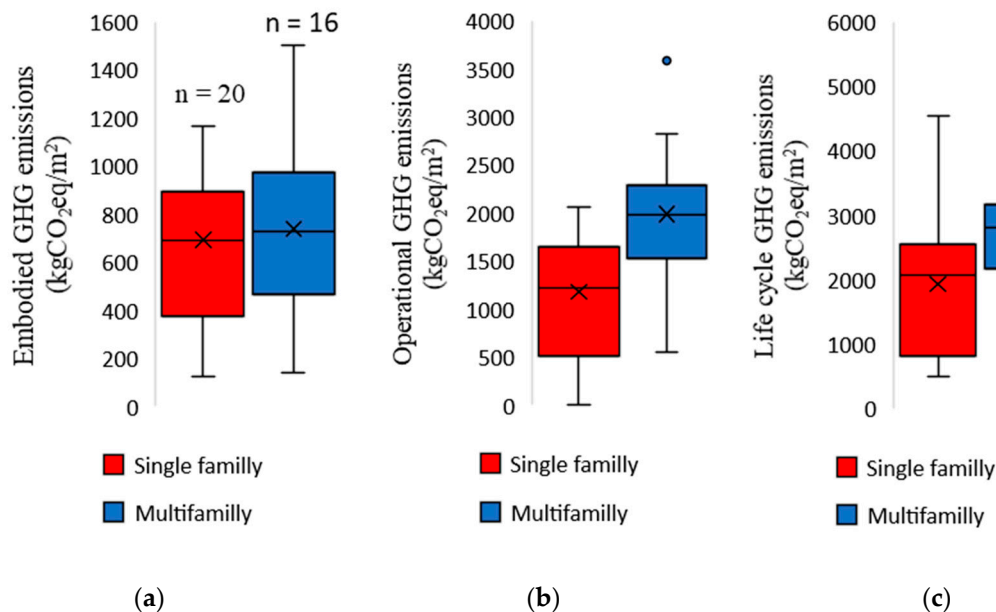 Embodied GHG emissions
(kgCO₂eq/m²)
1600
1400
1200
1000
800
600
400
200
0
n = 20
n = 16
Single familly
Multifamilly
(a)
Operational GHG emissions
(kgCO₂eq/m²)
4000
3500
3000
2500
2000
1500
1000
500
0
Single familly
Multifamilly
(b)
Life cycle GHG emissions
(kgCO₂eq/m²)
6000
5000
4000
3000
2000
1000
0
Single familly
Multifamilly
(c)